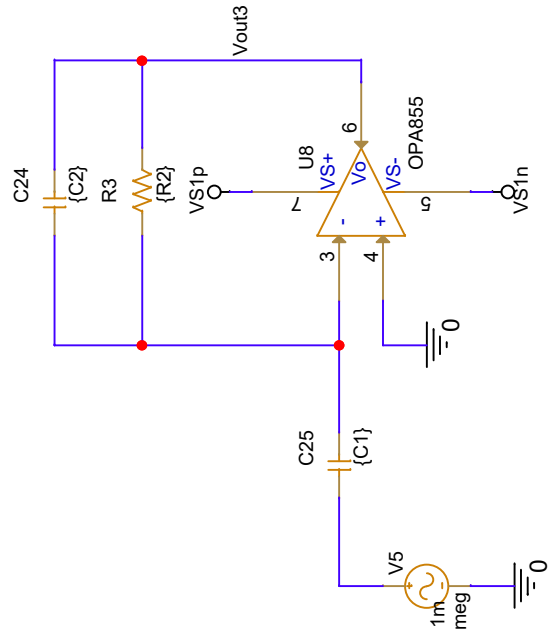 Vout3
C24
{C2}
R3
{R2}
VS1p
7
U8
VS+
6
Vo
OPA855
VS-
5
VS1n
-
+
3
4
0
C25
{C1}
V5
+
-
1m
meg
0